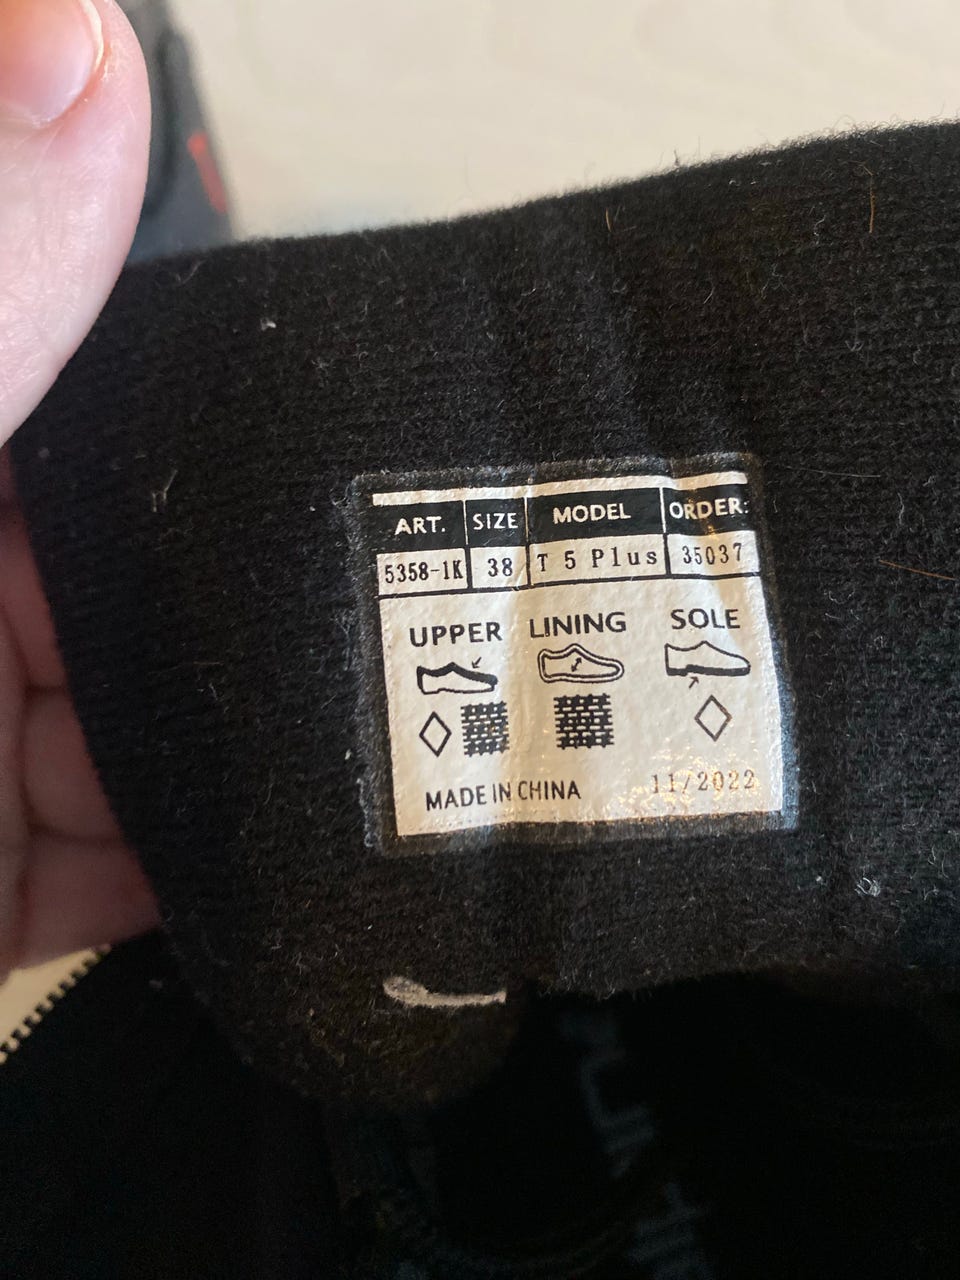 ART. SIZE MODEL ORDER:
5358-1K 38 T 5 Plus 35037
UPPER LINING SOLE
MADE IN CHINA 11/2022